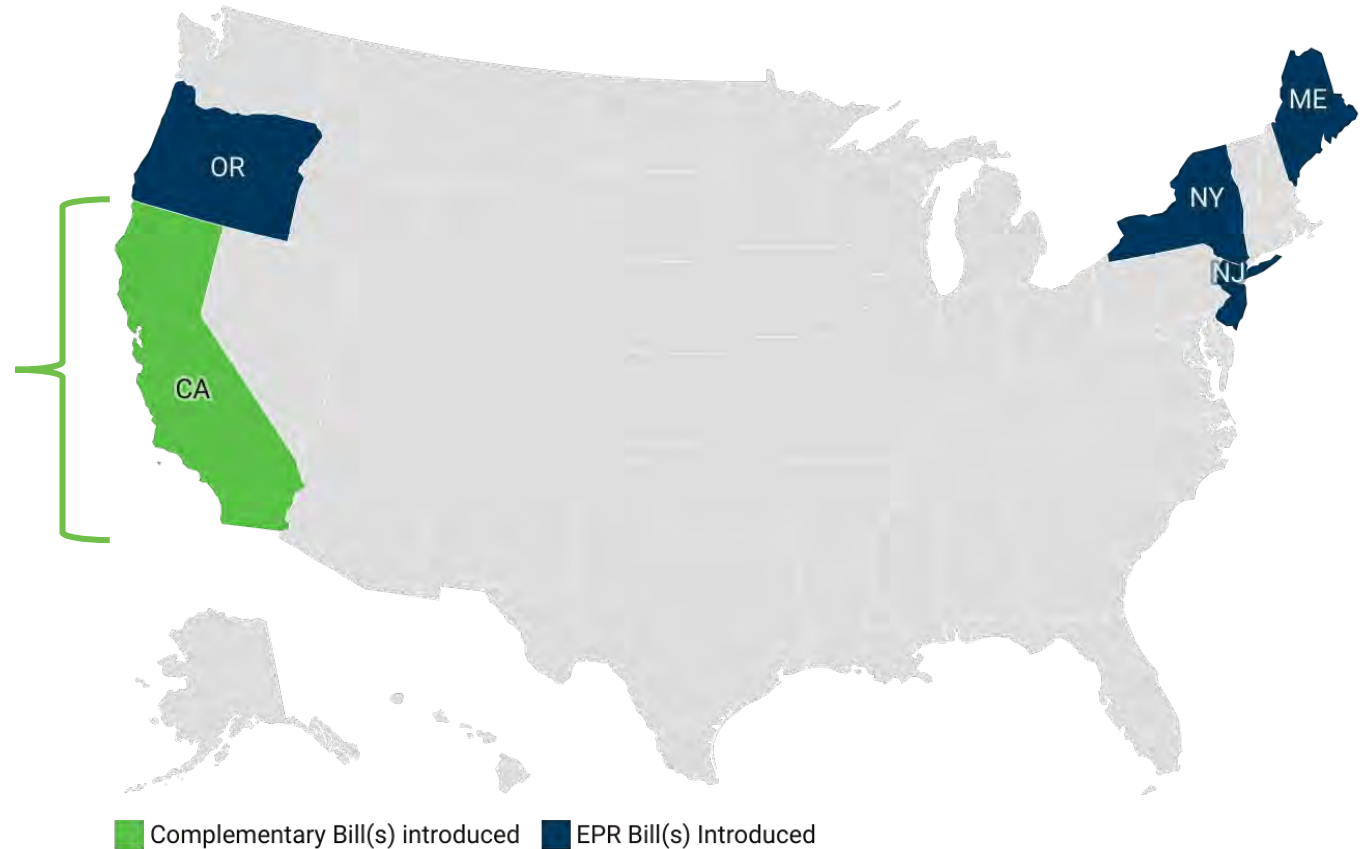 ME
OR
NY
NJ
CA
Complementary Bill(s) introduced
EPR Bill(s) Introduced